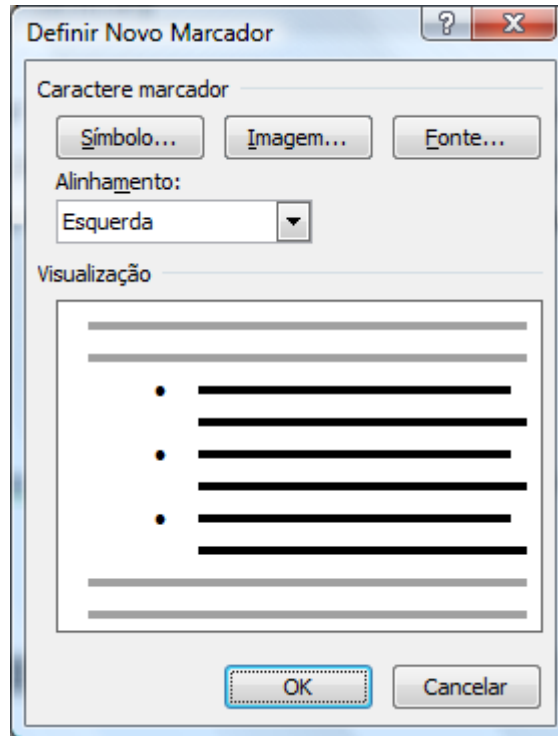 Definir Novo Marcador
Caractere marcador
Símbolo... Imagem... Fonte...
Alinhamento:
Esquerda
Visualização
OK Cancelar